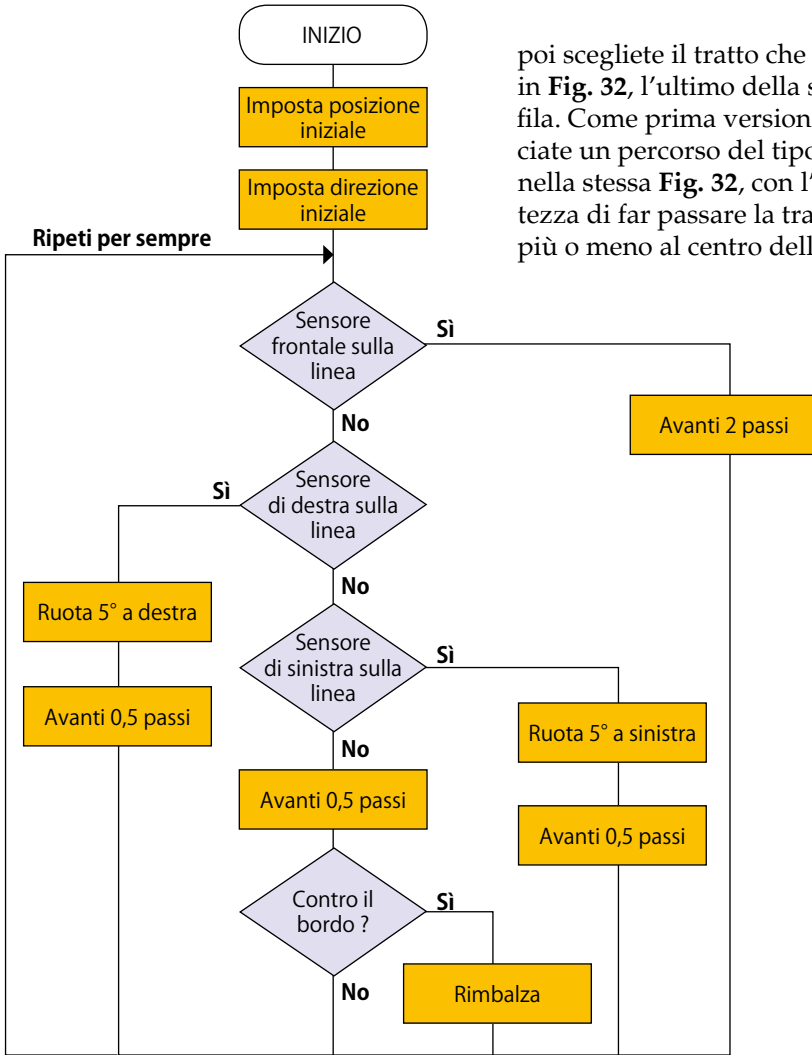 INIZIO
Imposta posizione
iniziale
Imposta direzione
iniziale
Ripeti per sempre
Sensore
frontale sulla
linea
Sì
No
Avanti 2 passi
Sensore
di destra sulla
linea
Sì
No
Ruota 5° a destra
Avanti 0,5 passi
Sensore
di sinistra sulla
linea
Sì
No
Ruota 5° a sinistra
Avanti 0,5 passi
Avanti 0,5 passi
Contro il
bordo ?
Sì
No
Rimbalza
poi scegliete il tratto che
in Fig. 32, l'ultimo della
fila. Come prima
ciate un percorso del
nella stessa Fig. 32, con
tezza di far passare la
più o meno al centro